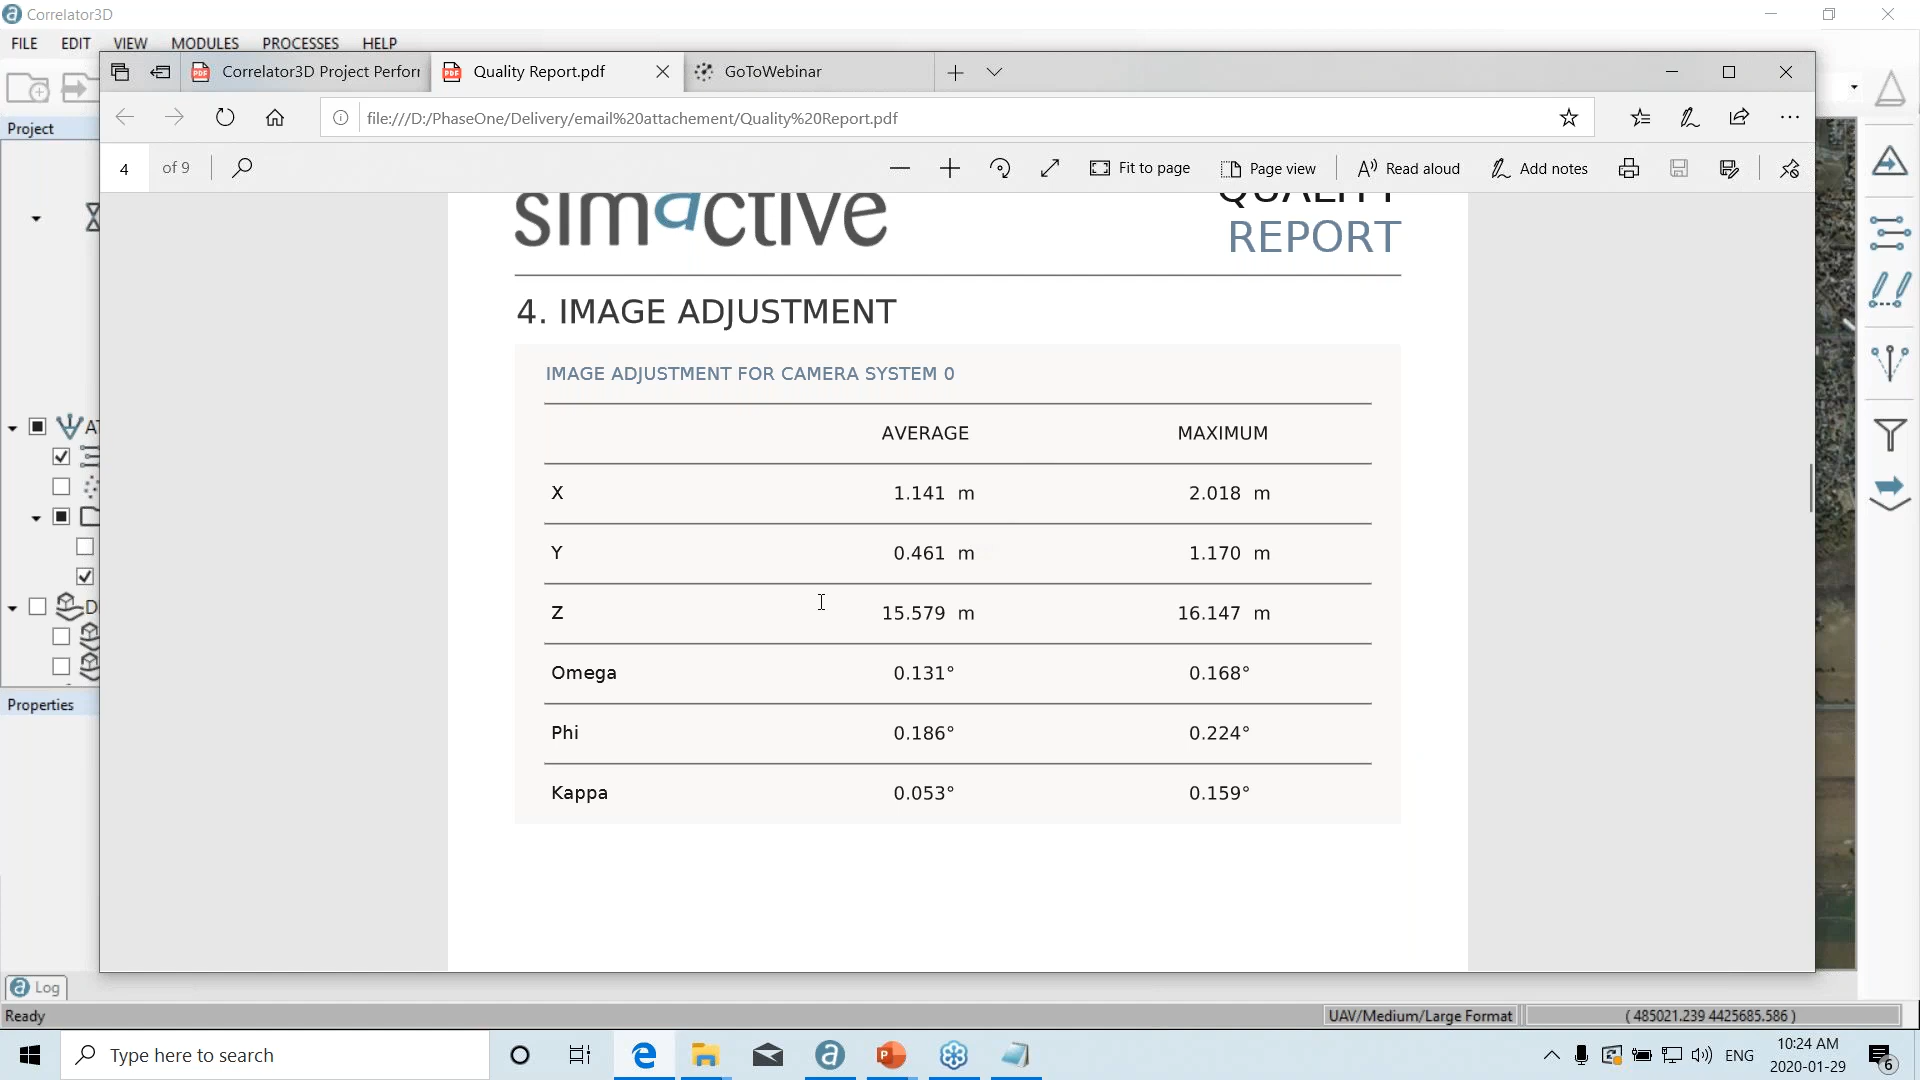 Correlator3D
FILE EDIT VIEW MODULES PROCESSES HELP
Correlator3D Project Perfor
Quality Report.pdf
GoToWebinar
file:///D:/PhaseOne/Delivery/email%20attachement/Quality%20Report.pdf
4 of 9
Fit to page
Page view
Read aloud
Add notes
Project
simactive
QUALITY
REPORT
4. IMAGE ADJUSTMENT
IMAGE ADJUSTMENT FOR CAMERA SYSTEM 0
AVERAGE MAXIMUM
X 1.141 m 2.018 m
Y 0.461 m 1.170 m
Z 15.579 m 16.147 m
Omega 0.131° 0.168°
Phi 0.186° 0.224°
Kappa 0.053° 0.159°
Properties
Log
Ready
UAV/Medium/Large Format
( 485021.239 4425685.586 )
Type here to search
ENG
10:24 AM
2020-01-29
6